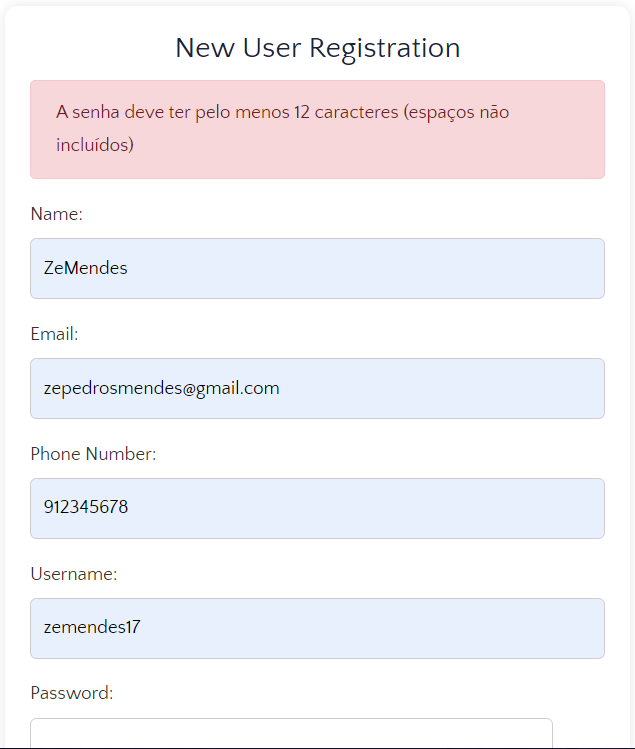 New User Registration
A senha deve ter pelo menos 12 caracteres (espaços não
incluídos)
Name:
ZeMendes
Email:
zepedrosmendes@gmail.com
Phone Number:
912345678
Username:
zemendes17
Password: